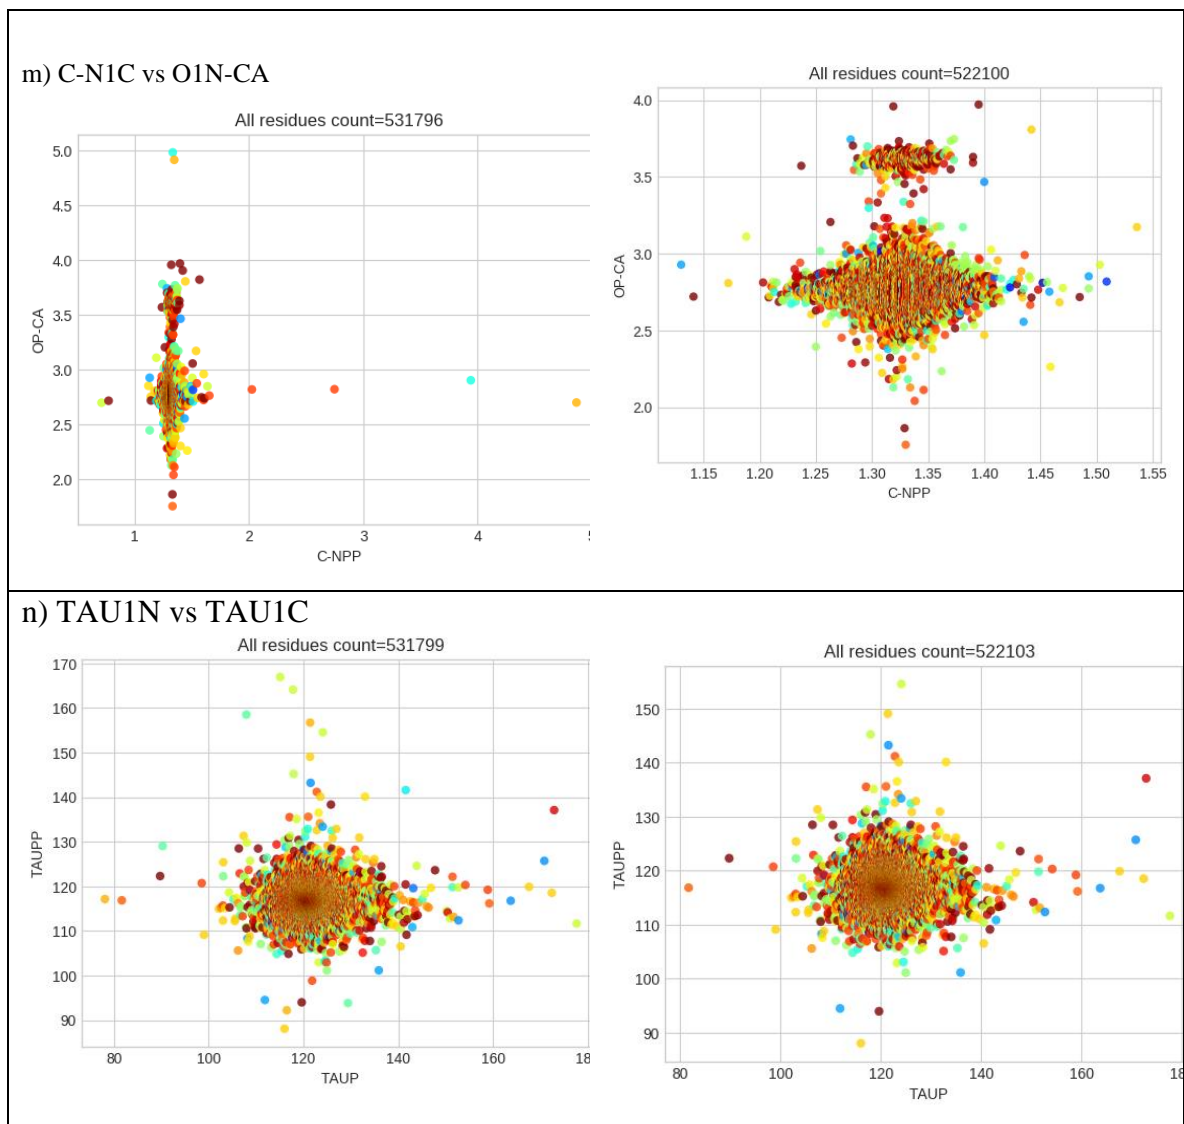 m) C-N1C vs O1N-CA
All residues count=531796
5.0
4.5
4.0
3.5
3.0
2.5
2.0
OP-CA
1 2 3 4
C-NPP
All residues count=522100
4.0
3.5
3.0
2.5
2.0
OP-CA
1.15 1.20 1.25 1.30 1.35 1.40 1.45 1.50 1.55
C-NPP
n) TAU1N vs TAU1C
All residues count=531799
170
160
150
140
130
120
110
100
90
TAUPP
80 100 120 140 160 18
TAUP
All residues count=522103
150
140
130
120
110
100
90
TAUPP
80 100 120 140 160 18
TAUP